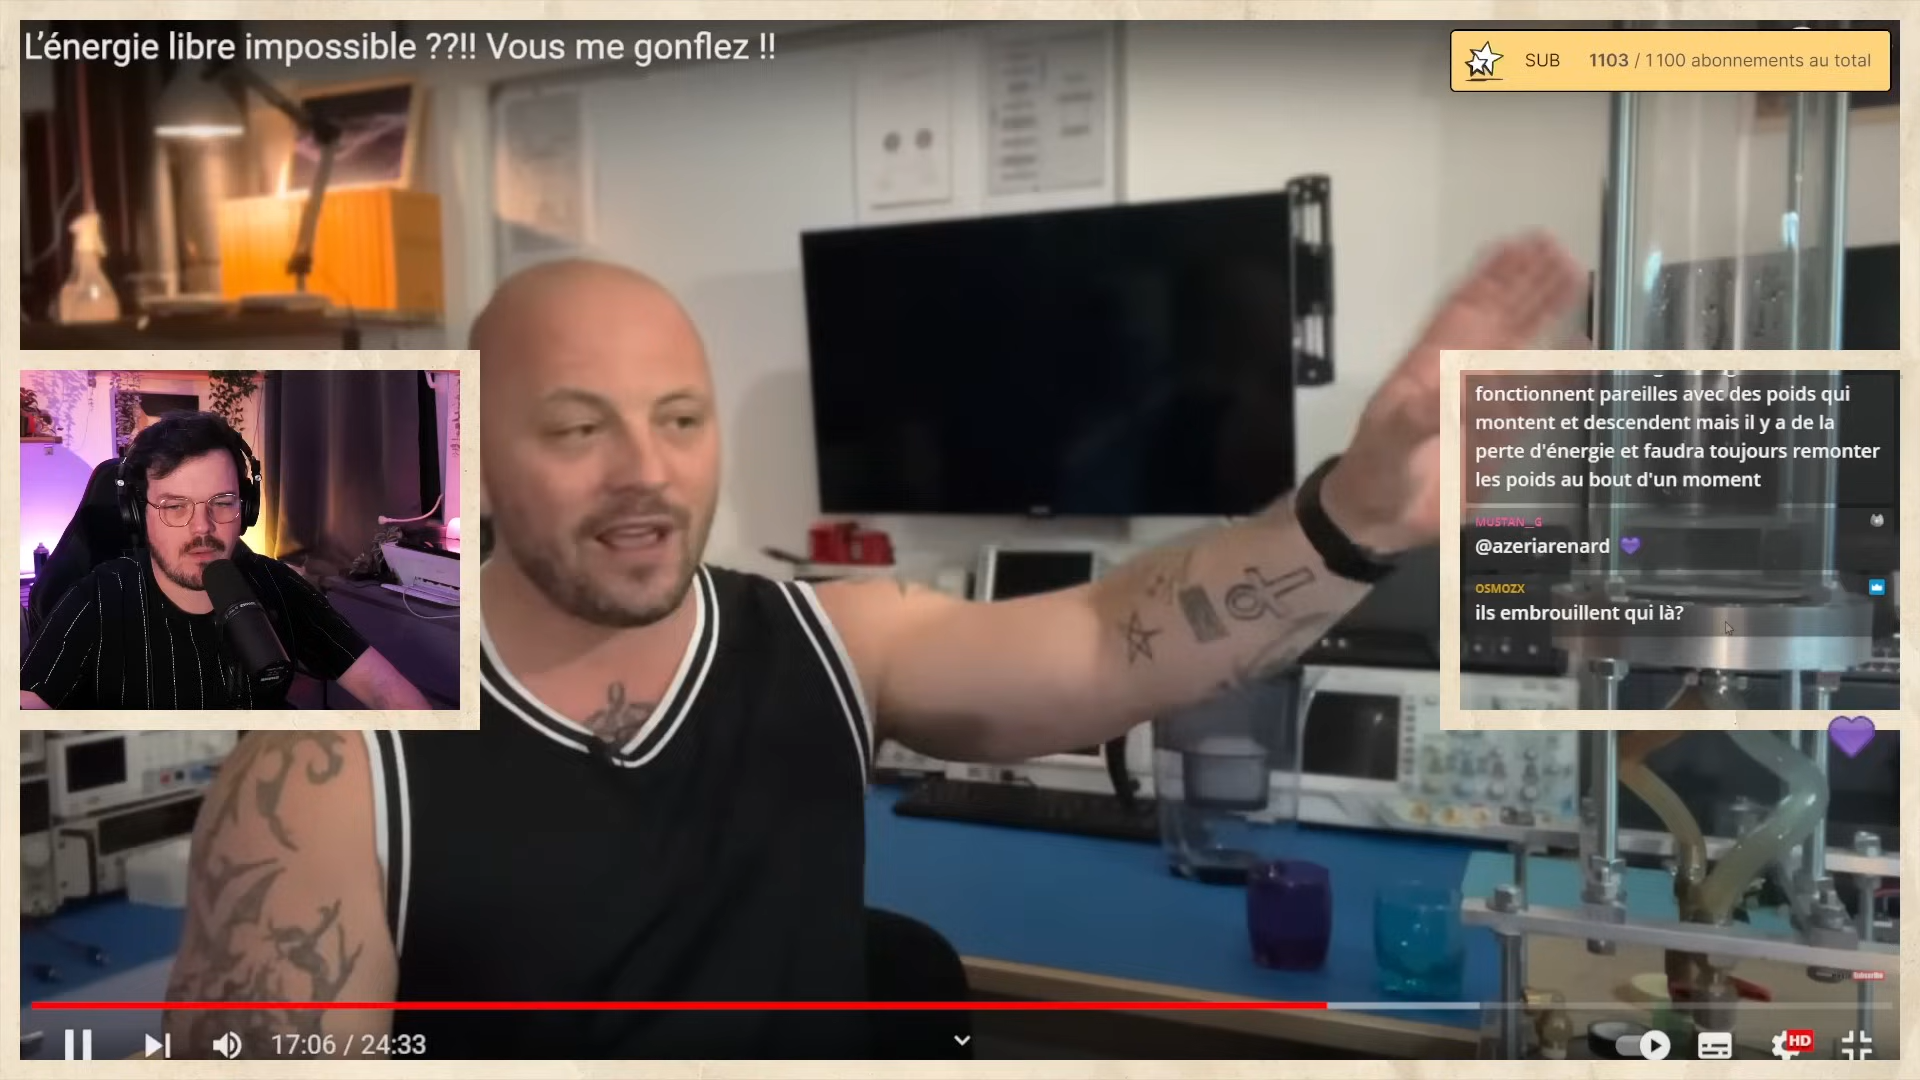 L'énergie libre impossible ??!! Vous me gonflez !!
SUB 1103 / 1100 abonnements au total
fonctionnent pareilles avec des poids qui
montent et descendent mais il y a de la
perte d'énergie et faudra toujours remonter
les poids au bout d'un moment
MUSTAN__G
@azeriarenard
OSMOZX
ils embrouillent qui là?
Subscribe
17:06 / 24:33
HD